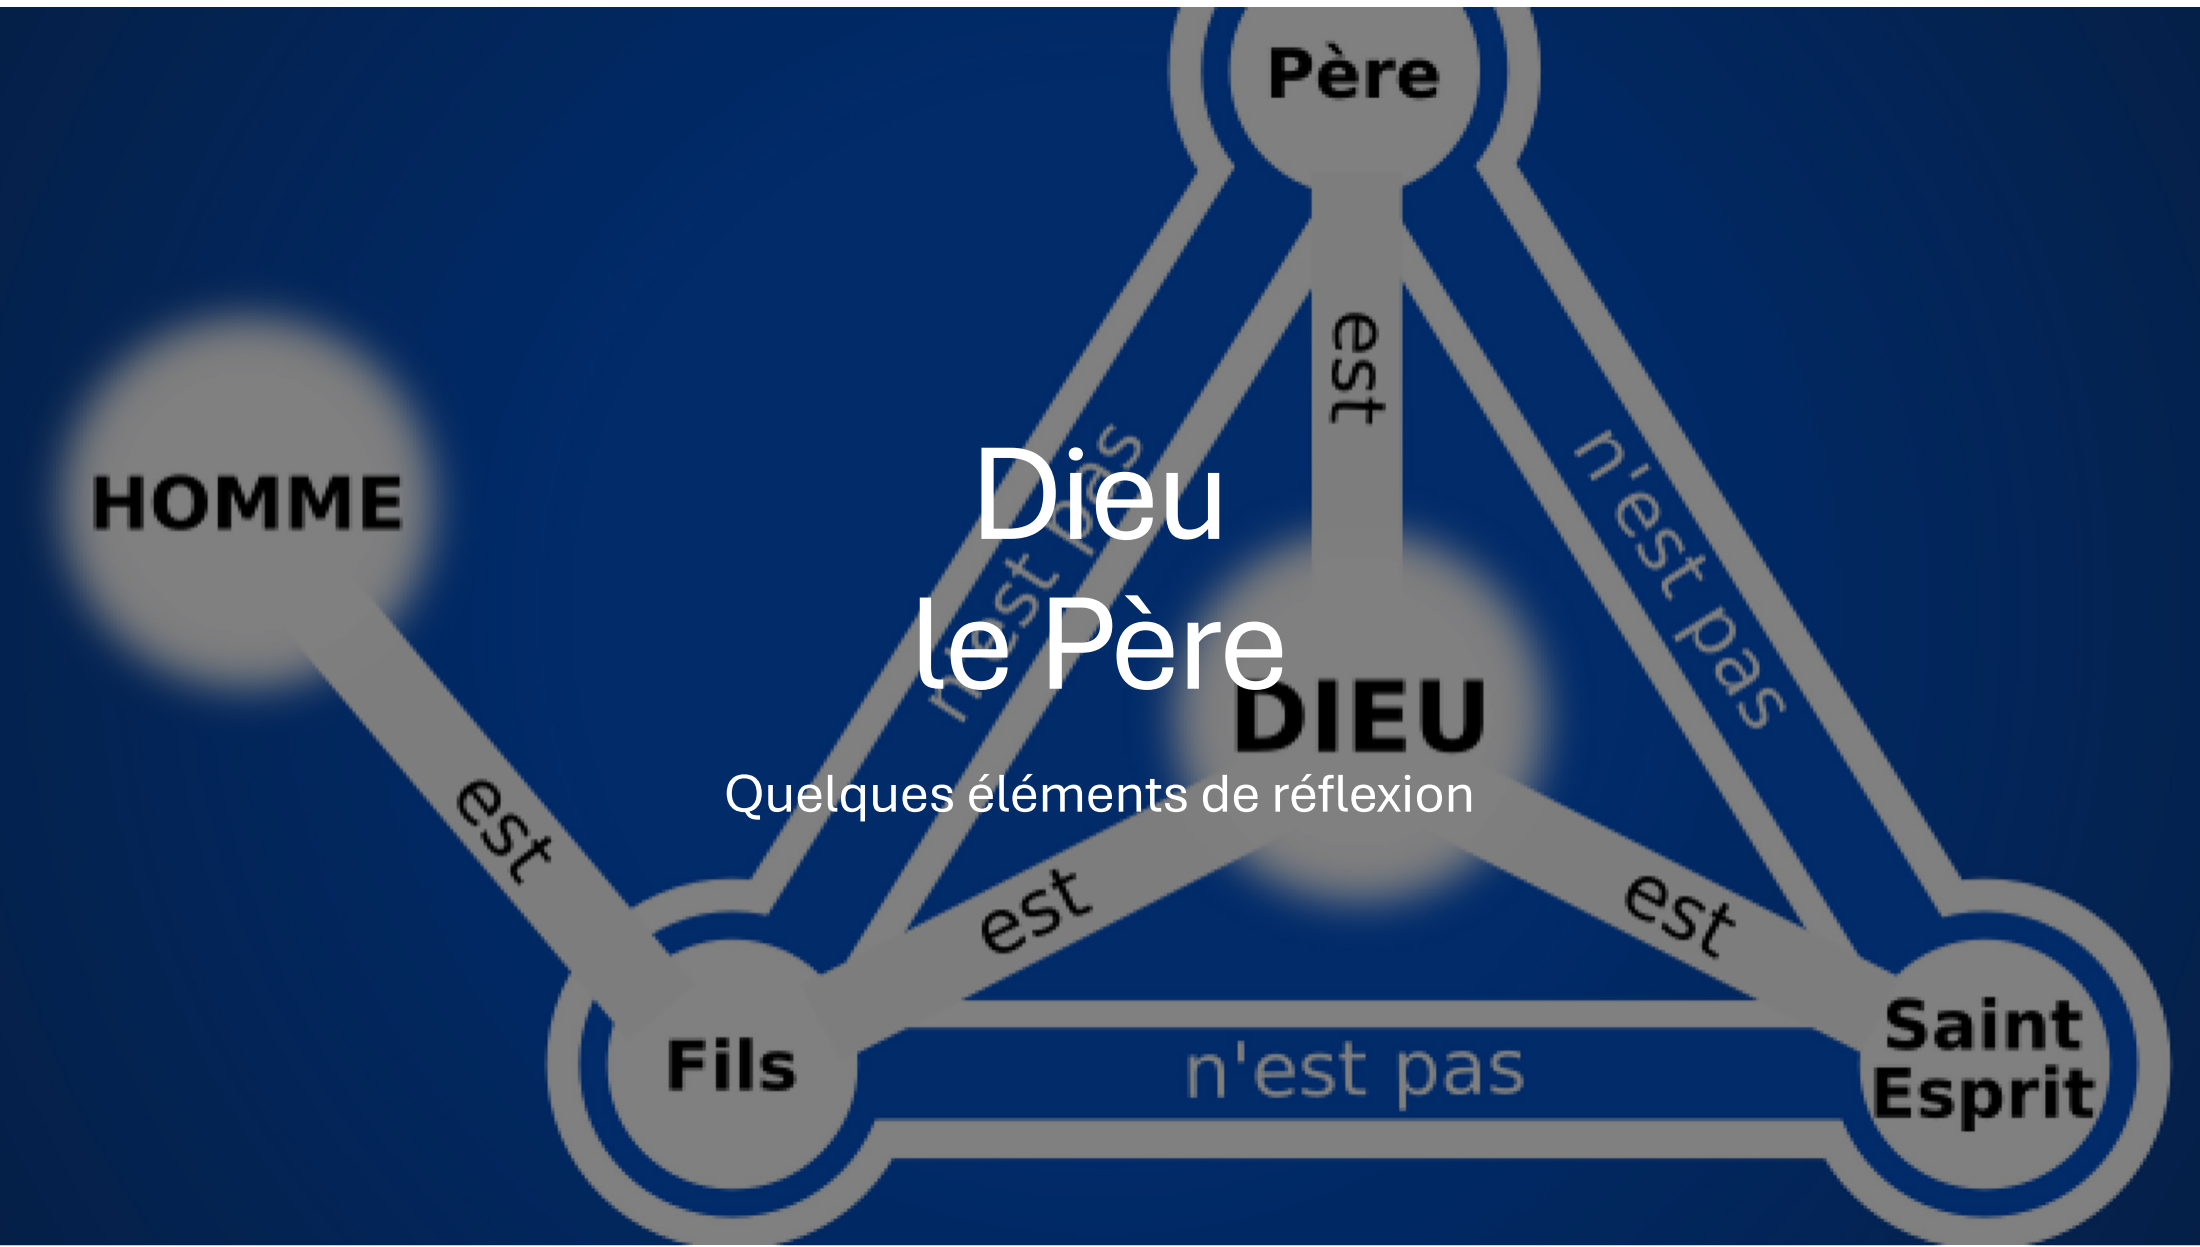 Père
est
n'est pas
n'est pas
HOMME
Dieu
le Père
DIEU
Quelques éléments de réflexion
est
est
est
Fils
n'est pas
Saint
Esprit